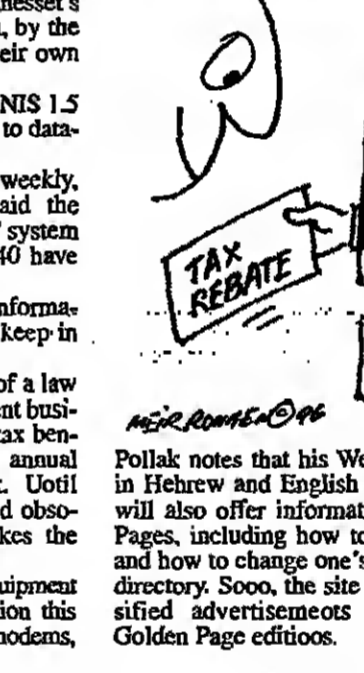 nesset's
, by the
eir own
NIS 1.5
to data-
weekly,
aid the
system
40 have
nforma-
keep in
of a law
ent busi-
ax ben-
annual
. Uotil
d obso-
kes the
uipment
ion this
nodems,
TAX
REBATE
MEIR RONNEN © 96
Pollak notes that his We
in Hebrew and English
will also offer informat
Pages, including how to
and how to change one's
directory. Sooo, the site
sified advertisemeots
Golden Page editioos.